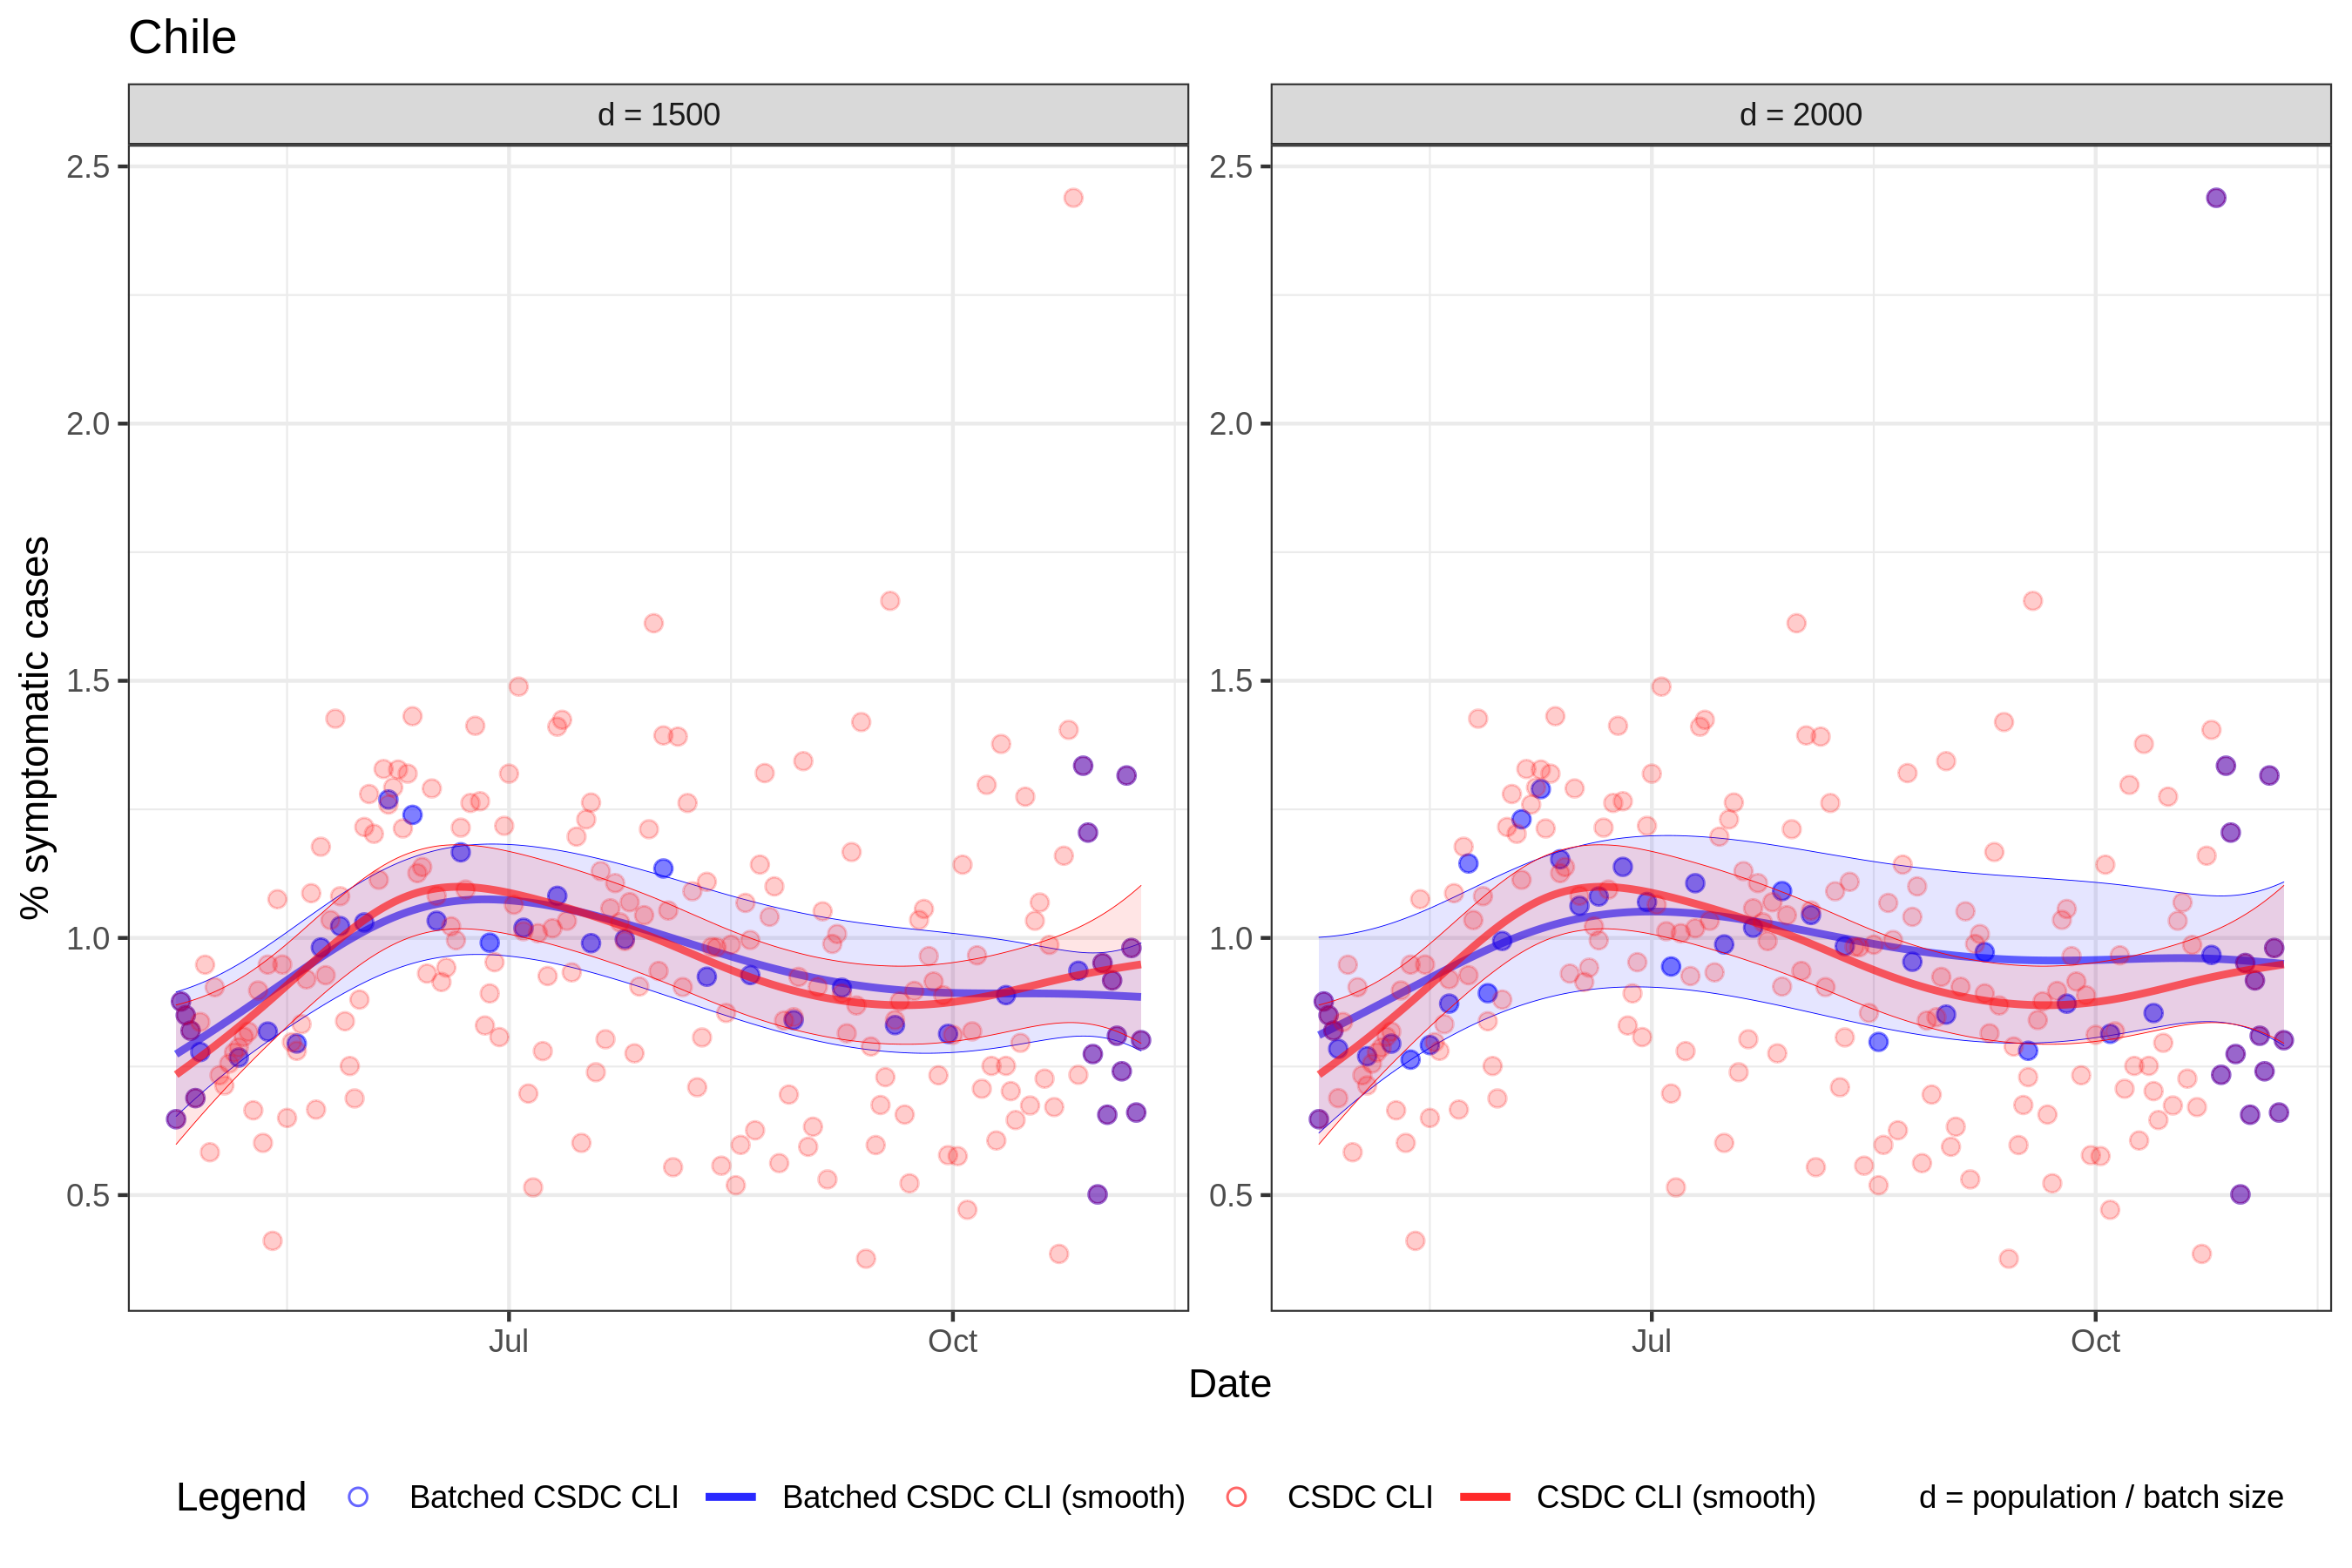 Chile
d = 1500
d = 2000
2.5
2.0
1.5
1.0
0.5
2.5
2.0
1.5
1.0
0.5
% symptomatic cases
Jul
Oct
Jul
Oct
Date
Legend
Batched CSDC CLI
Batched CSDC CLI (smooth)
CSDC CLI
CSDC CLI (smooth)
d = population / batch size